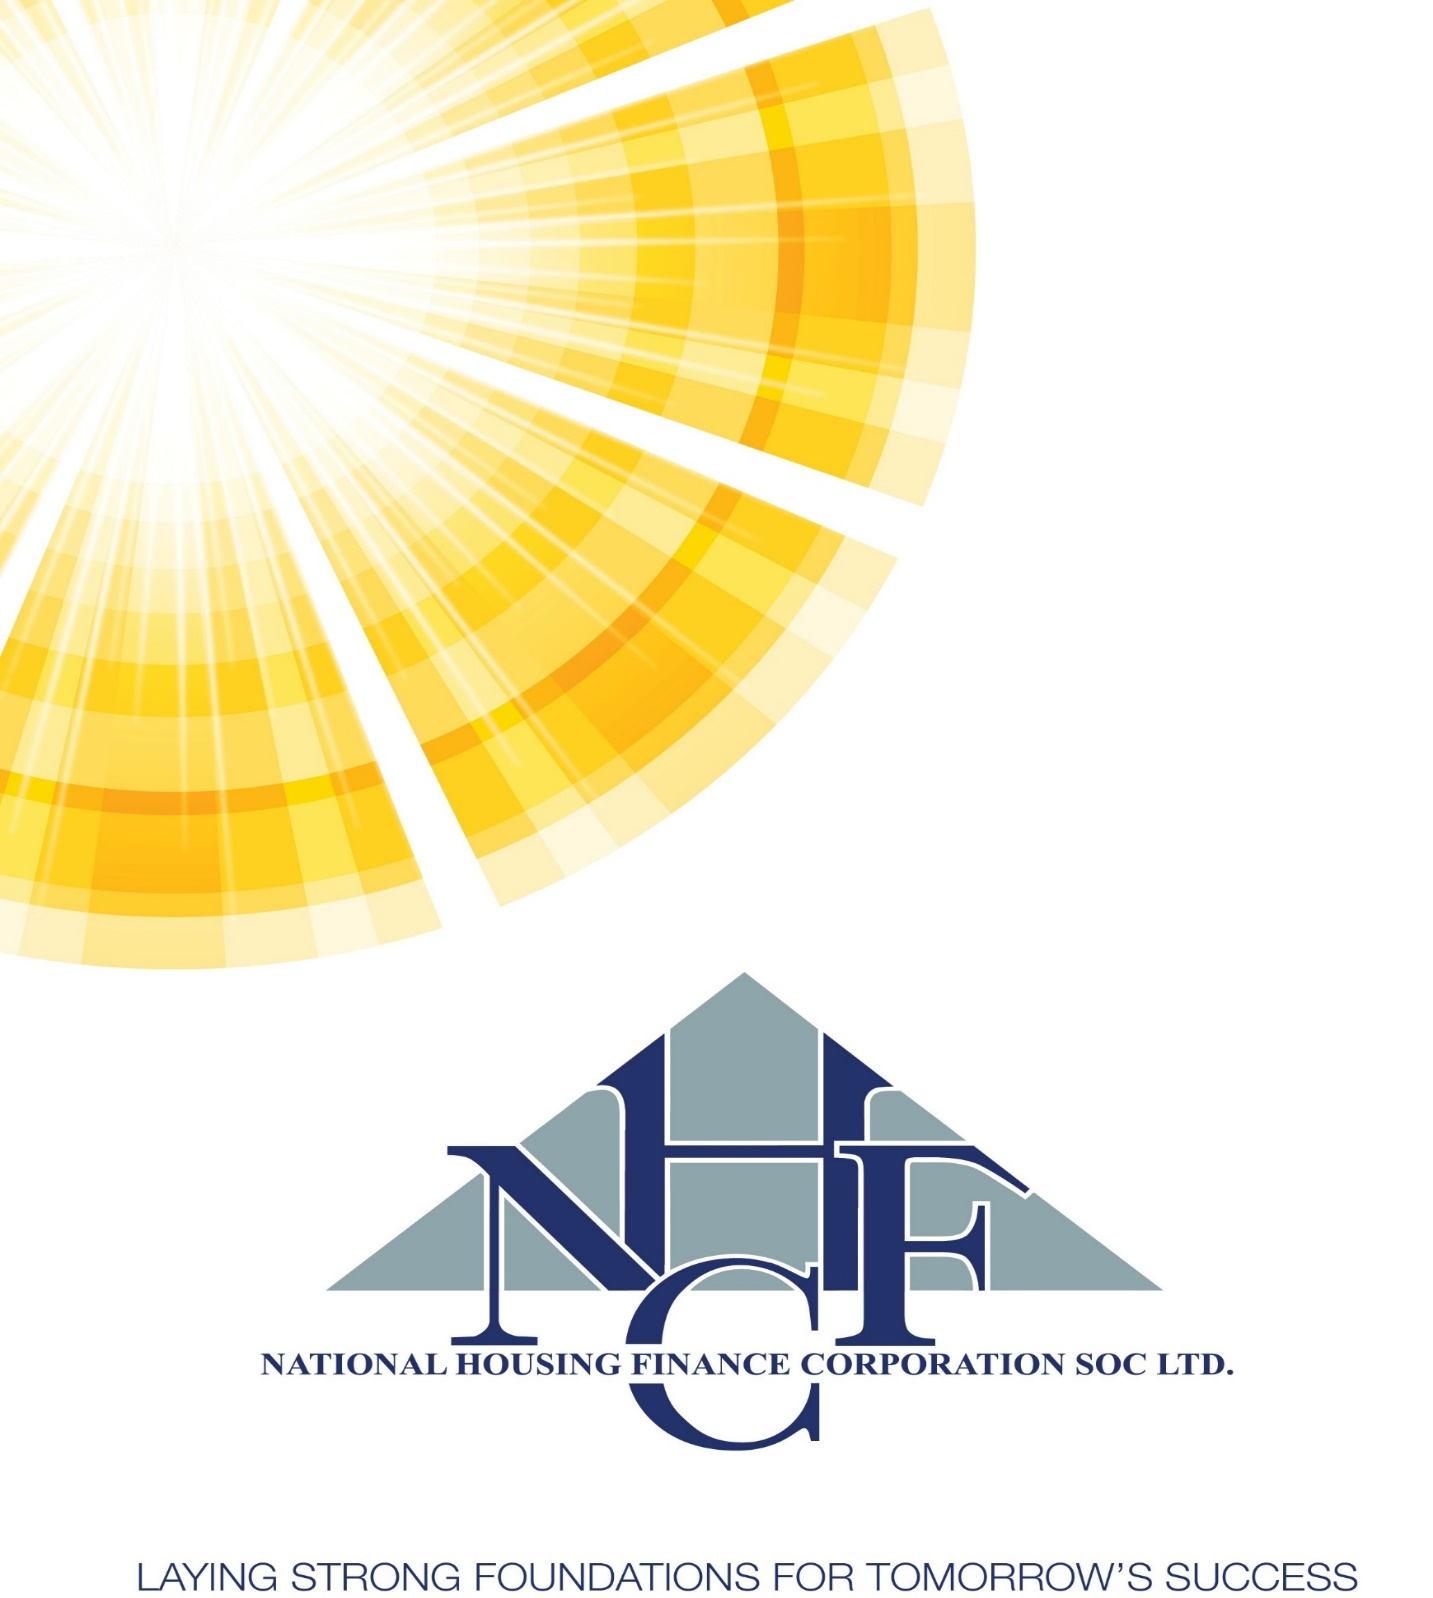 NHFC
NATIONAL HOUSING FINANCE CORPORATION SOC LTD.
LAYING STRONG FOUNDATIONS FOR TOMORROW'S SUCCESS